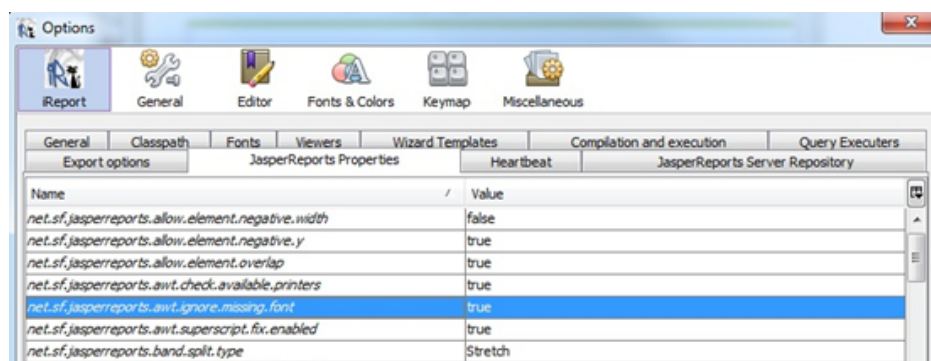 Options
iReport General Editor Fonts & Colors Keymap Miscellaneous
General Classpath Fonts Viewers Wizard Templates Compilation and execution Query Executers
Export options JasperReports Properties Heartbeat JasperReports Server Repository
Name Value
net.sf.jasperreports.allow.element.negative.width false
net.sf.jasperreports.allow.element.negative.y true
net.sf.jasperreports.allow.element.overlap true
net.sf.jasperreports.awt.check.available.printers true
net.sf.jasperreports.awt.ignore.missing.font true
net.sf.jasperreports.awt.superscript.fix.enabled true
net.sf.jasperreports.band.split.type Stretch